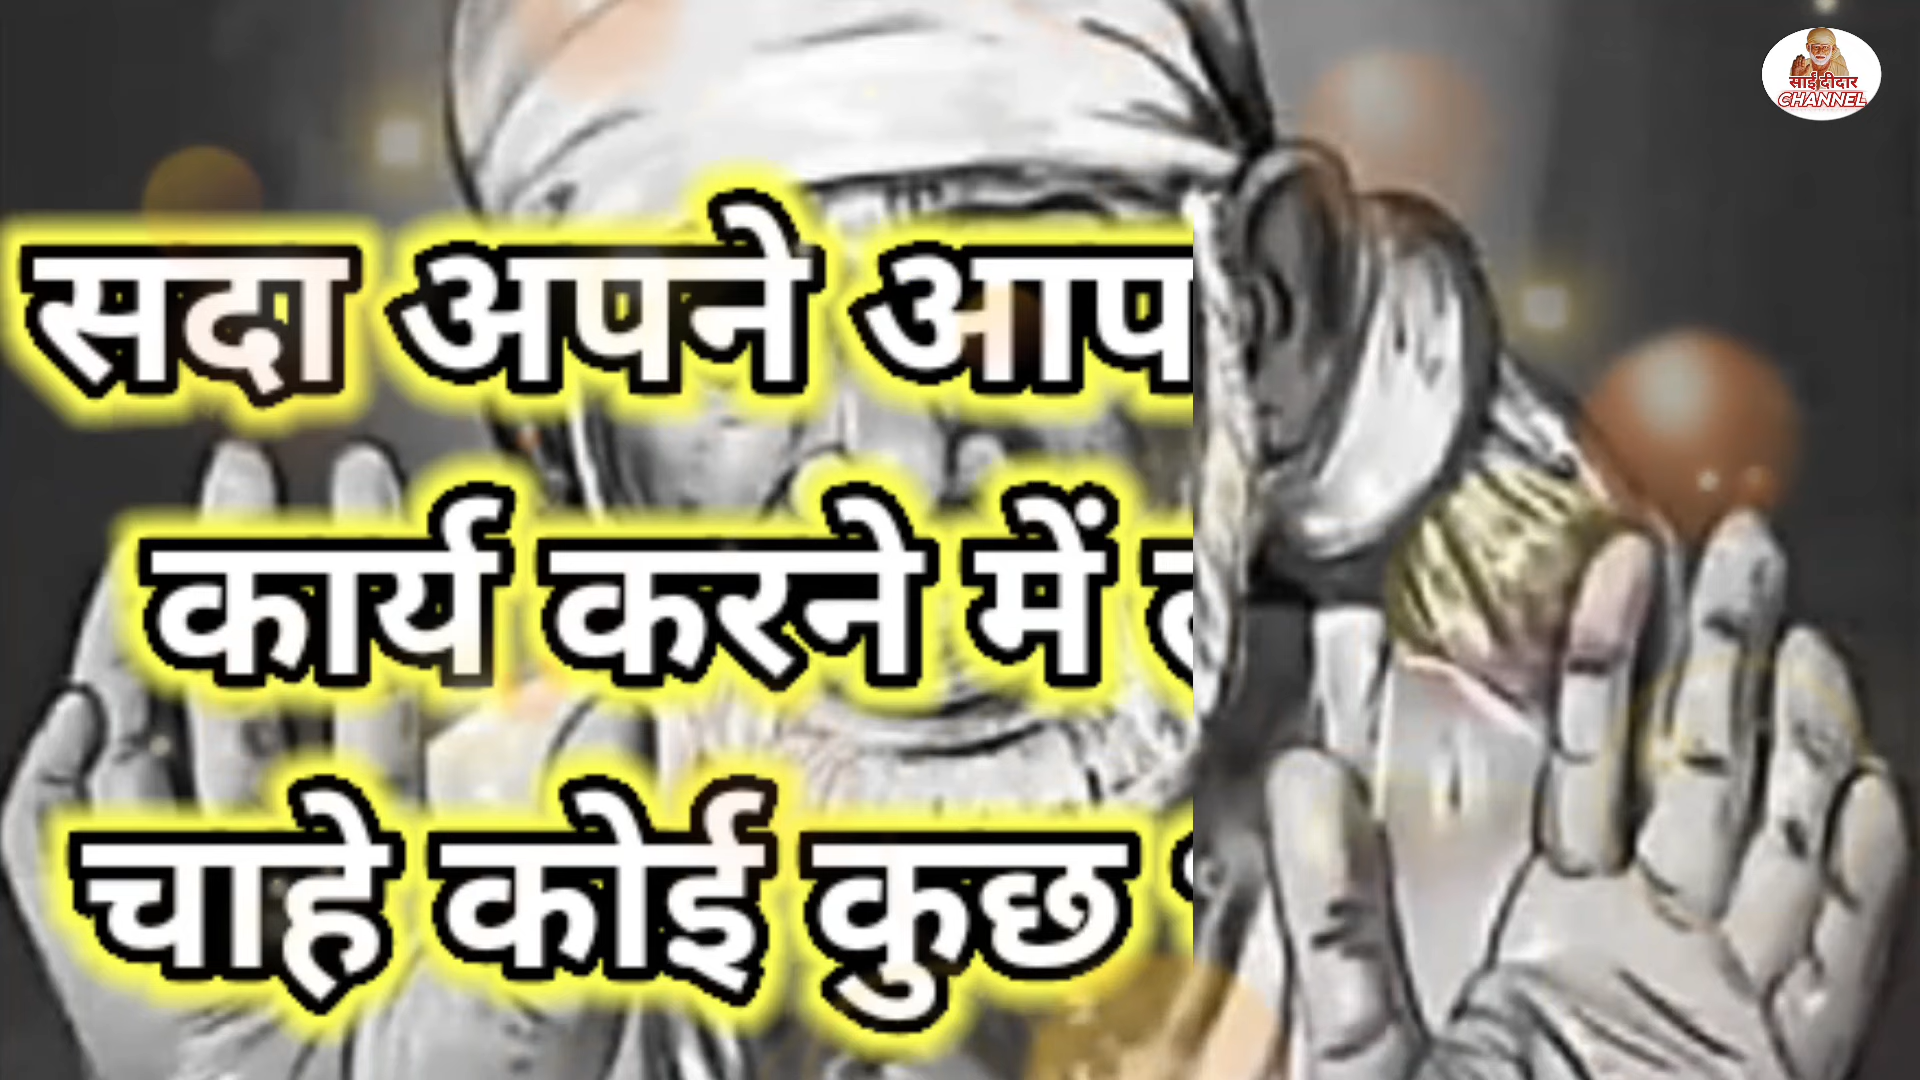 साईं दीदार
CHANNEL
सदा अपने आप
कार्य करने में
चाहे कोई कुछ